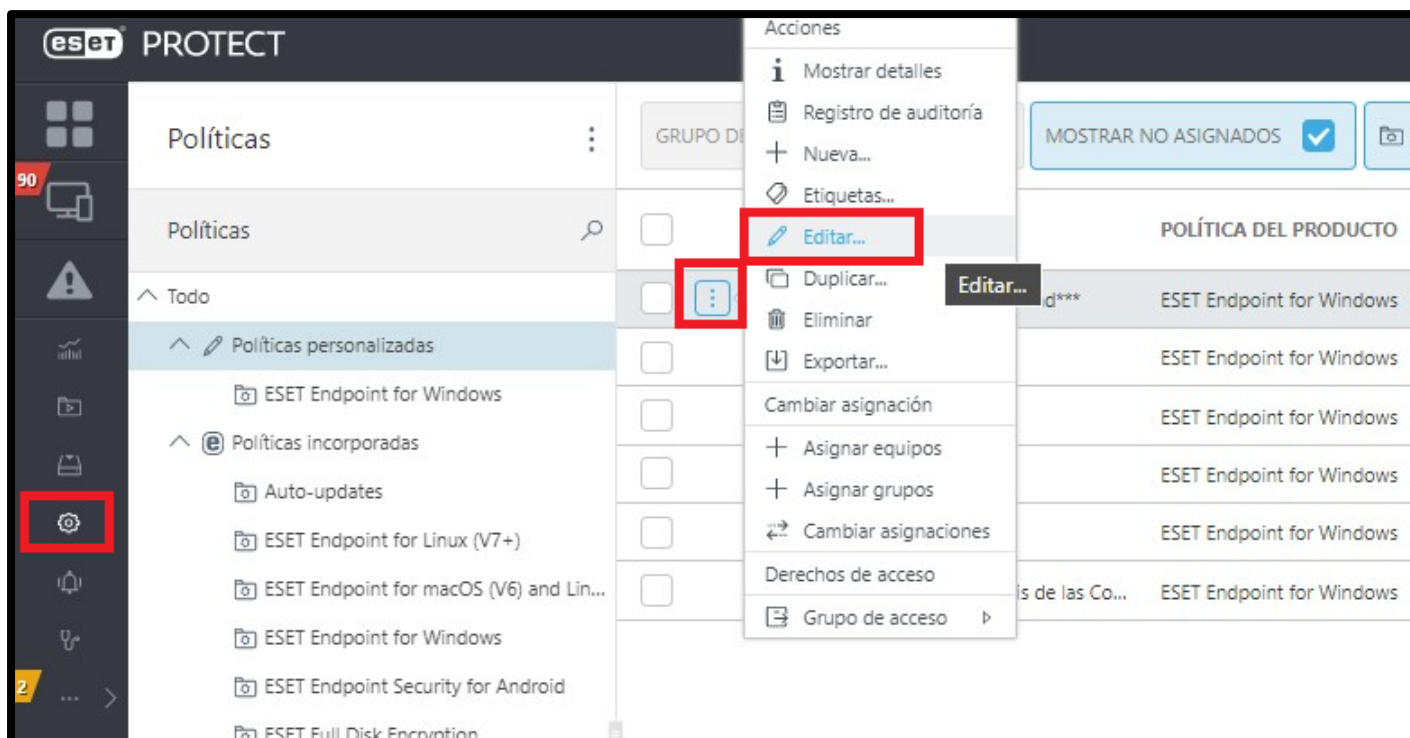 eset PROTECT
90
2
Políticas
Políticas
Todo
Políticas personalizadas
ESET Endpoint for Windows
Políticas incorporadas
Auto-updates
ESET Endpoint for Linux (V7+)
ESET Endpoint for macOS (V6) and Lin...
ESET Endpoint for Windows
ESET Endpoint Security for Android
ESET Full Disk Encryption
GRUPO DE
MOSTRAR NO ASIGNADOS
Acciones
Mostrar detalles
Registro de auditoría
Nueva...
Etiquetas...
Editar...
Duplicar...
Editar...
Eliminar
Exportar...
Cambiar asignación
Asignar equipos
Asignar grupos
Cambiar asignaciones
Derechos de acceso
Grupo de acceso
POLÍTICA DEL PRODUCTO
d*** ESET Endpoint for Windows
ESET Endpoint for Windows
ESET Endpoint for Windows
ESET Endpoint for Windows
ESET Endpoint for Windows
is de las Co... ESET Endpoint for Windows